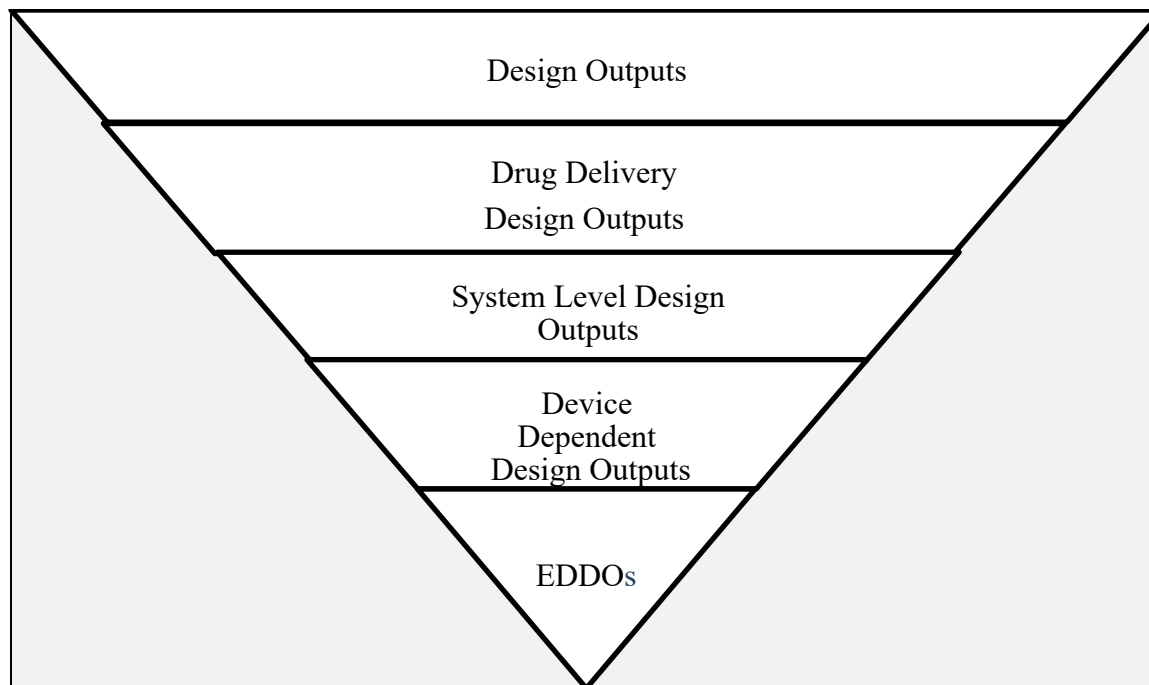 Design Outputs
Drug Delivery
Design Outputs
System Level Design
Outputs
Device
Dependent
Design Outputs
EDDOs